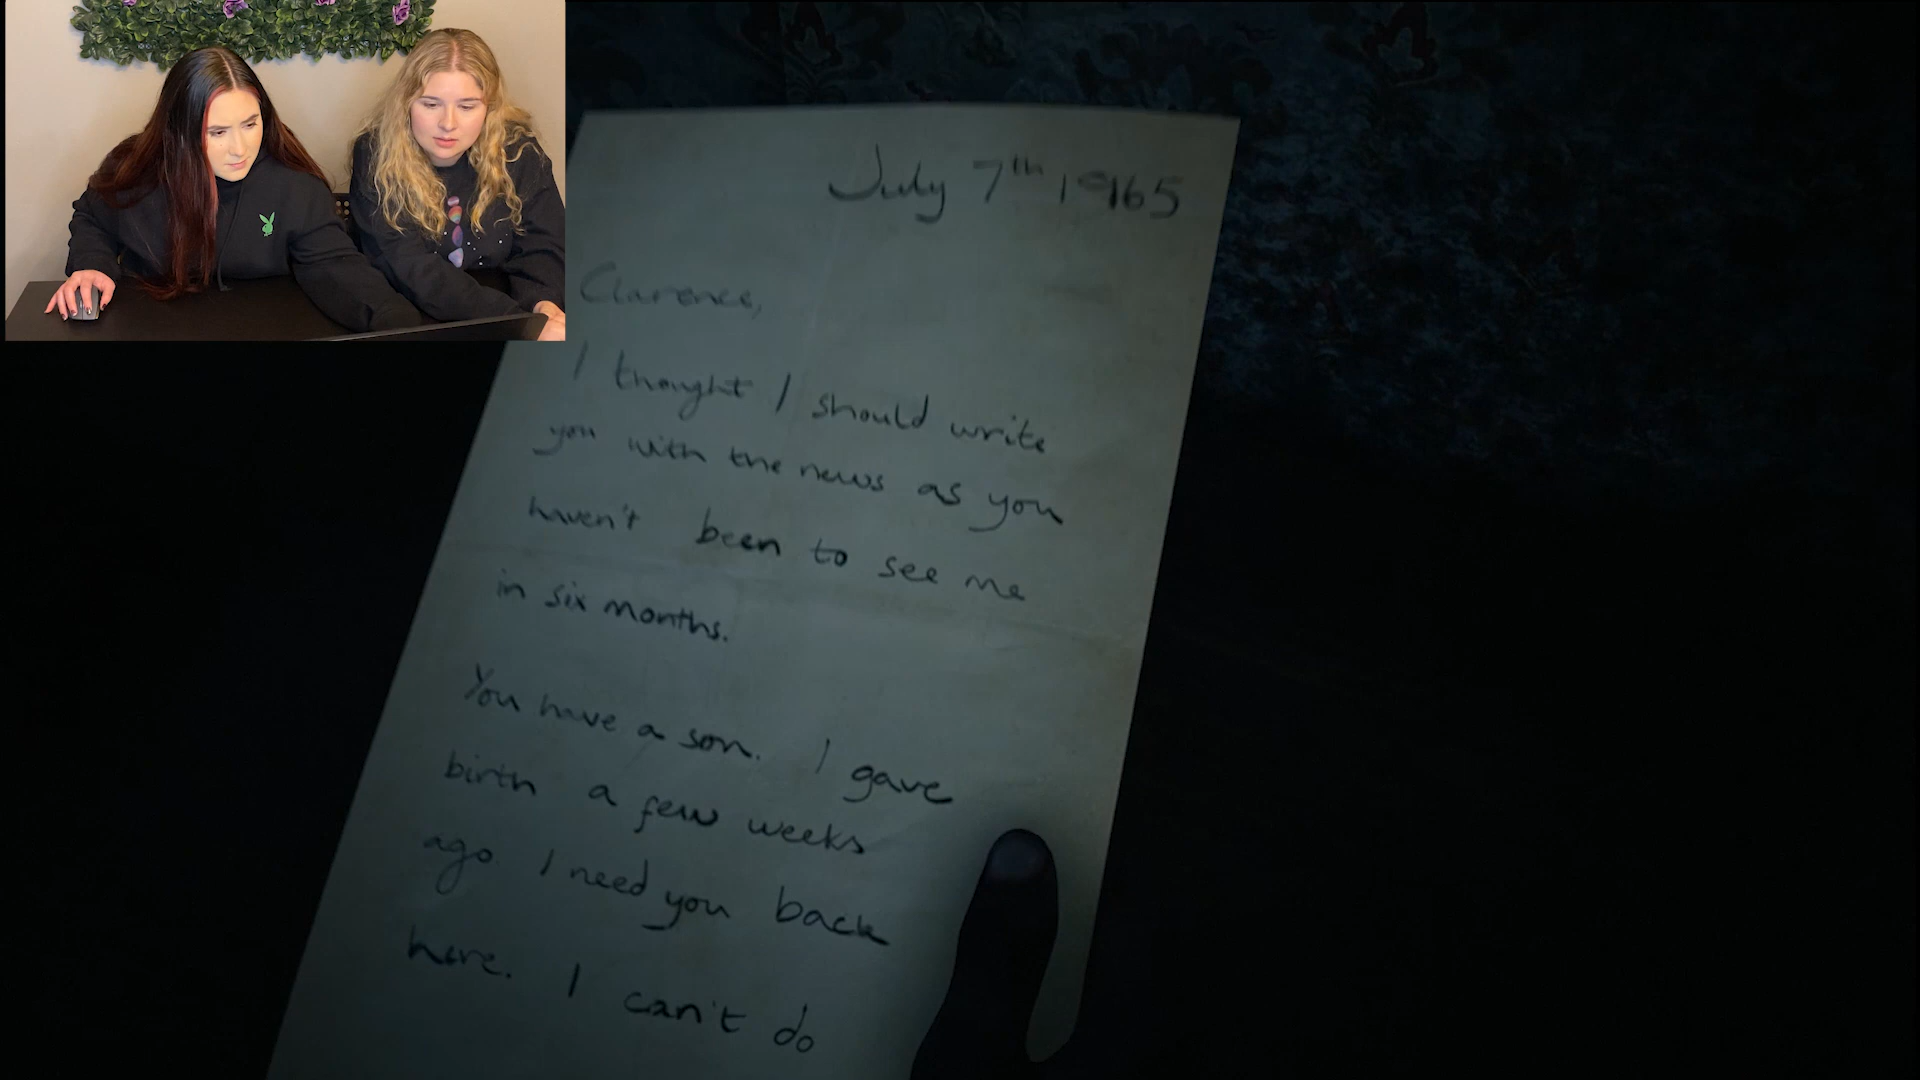 July 7th 1965
Clarence,
I thought I should write
you with the news as you
haven't been to see me
in six months.
You have a son. I gave
birth a few weeks
ago. I need you back
here. I can't do